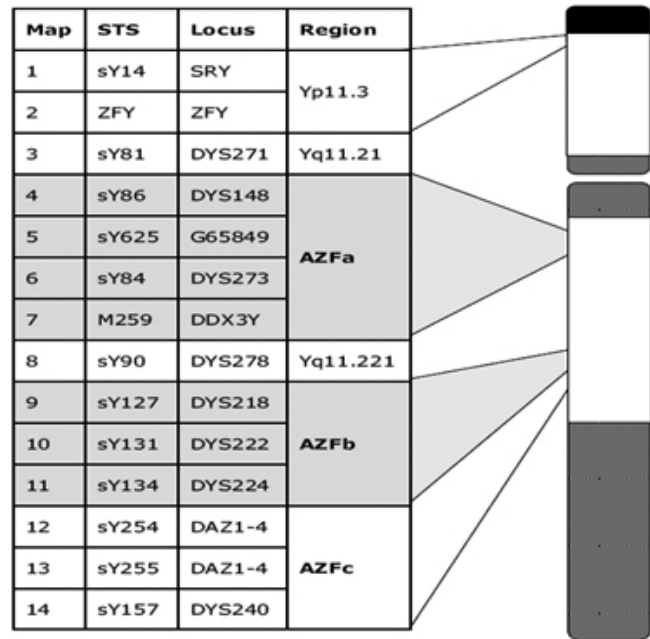 Map STS Locus Region
1 sY14 SRY Yp11.3
2 ZFY ZFY
3 sY81 DYS271 Yq11.21
4 sY86 DYS148 AZFa
5 sY625 G65849
6 sY84 DYS273
7 M259 DDX3Y
8 sY90 DYS278 Yq11.221
9 sY127 DYS218 AZFb
10 sY131 DYS222
11 sY134 DYS224
12 sY254 DAZ1-4 AZFc
13 sY255 DAZ1-4
14 sY157 DYS240